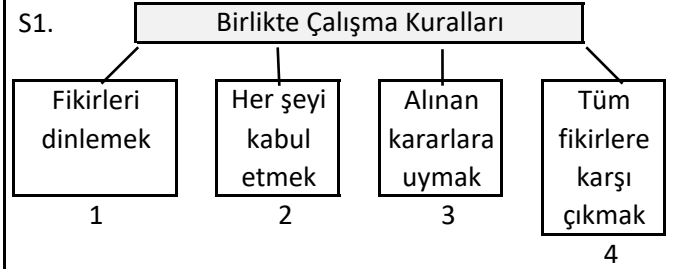 S1.
Birlikte Çalışma Kuralları
Fikirleri
dinlemek
1
Her şeyi
kabul
etmek
2
Alınan
kararlara
uymak
3
Tüm
fikirlere
karşı
çıkmak
4